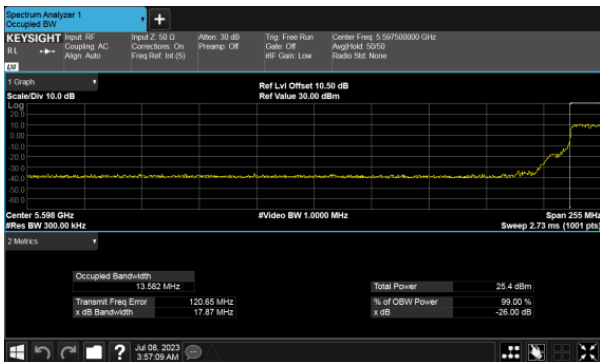 Spectrum Analyzer 1
Occupied BW
KEYSIGHT
RL
LXI
Input: RF
Coupling: AC
Align: Auto
Input Z: 50 Ω
Corrections: On
Freq Ref: Int (S)
Atten: 30 dB
Preamp: Off
Trig: Free Run
Gate: Off
#IF Gain: Low
Center Freq: 5.597500000 GHz
Avg|Hold: 50/50
Radio Std: None
1 Graph
Scale/Div 10.0 dB
Ref Lvl Offset 10.50 dB
Ref Value 30.00 dBm
Log
20.0
10.0
0.00
-10.0
-20.0
-30.0
-40.0
-50.0
-60.0
Center 5.598 GHz
#Video BW 1.0000 MHz
Span 255 MHz
#Res BW 300.00 kHz
Sweep 2.73 ms (1001 pts)
2 Metrics
Occupied Bandwidth
13.582 MHz
Total Power 25.4 dBm
Transmit Freq Error 120.65 MHz
% of OBW Power 99.00 %
x dB Bandwidth 17.87 MHz
x dB -26.00 dB
Jul 08, 2023
3:57:09 AM